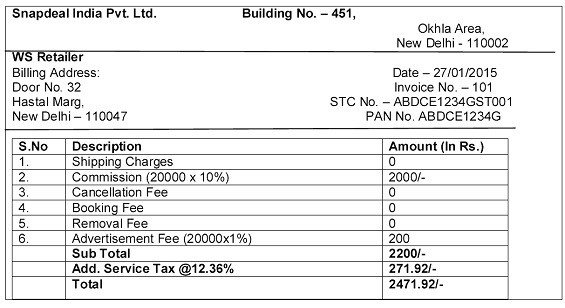 Snapdeal India Pvt. Ltd. Building No. – 451,
Okhla Area,
New Delhi - 110002
WS Retailer
Billing Address: Date – 27/01/2015
Door No. 32 Invoice No. – 101
Hastal Marg, STC No. – ABDCE1234GST001
New Delhi – 110047 PAN No. ABDCE1234G
S.No Description Amount (In Rs.)
1. Shipping Charges 0
2. Commission (20000 x 10%) 2000/-
3. Cancellation Fee 0
4. Booking Fee 0
5. Removal Fee 0
6. Advertisement Fee (20000x1%) 200
Sub Total 2200/-
Add. Service Tax @12.36% 271.92/-
Total 2471.92/-